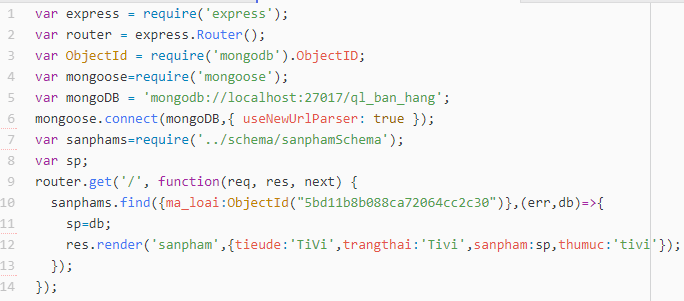 1 var express = require('express');
2 var router = express.Router();
3 var ObjectId = require('mongodb').ObjectID;
4 var mongoose=require('mongoose');
5 var mongoDB = 'mongodb://localhost:27017/ql_ban_hang';
6 mongoose.connect(mongoDB,{ useNewUrlParser: true });
7 var sanphams=require('../schema/sanphamSchema');
8 var sp;
9 router.get('/', function(req, res, next) {
10 sanphams.find({ma_loai:ObjectId("5bd11b8b088ca72064cc2c30")},(err,db)=>{
11 sp=db;
12 res.render('sanpham',{tieude:'TiVi',trangthai:'Tivi',sanpham:sp,thumuc:'tivi'});
13 });
14 });